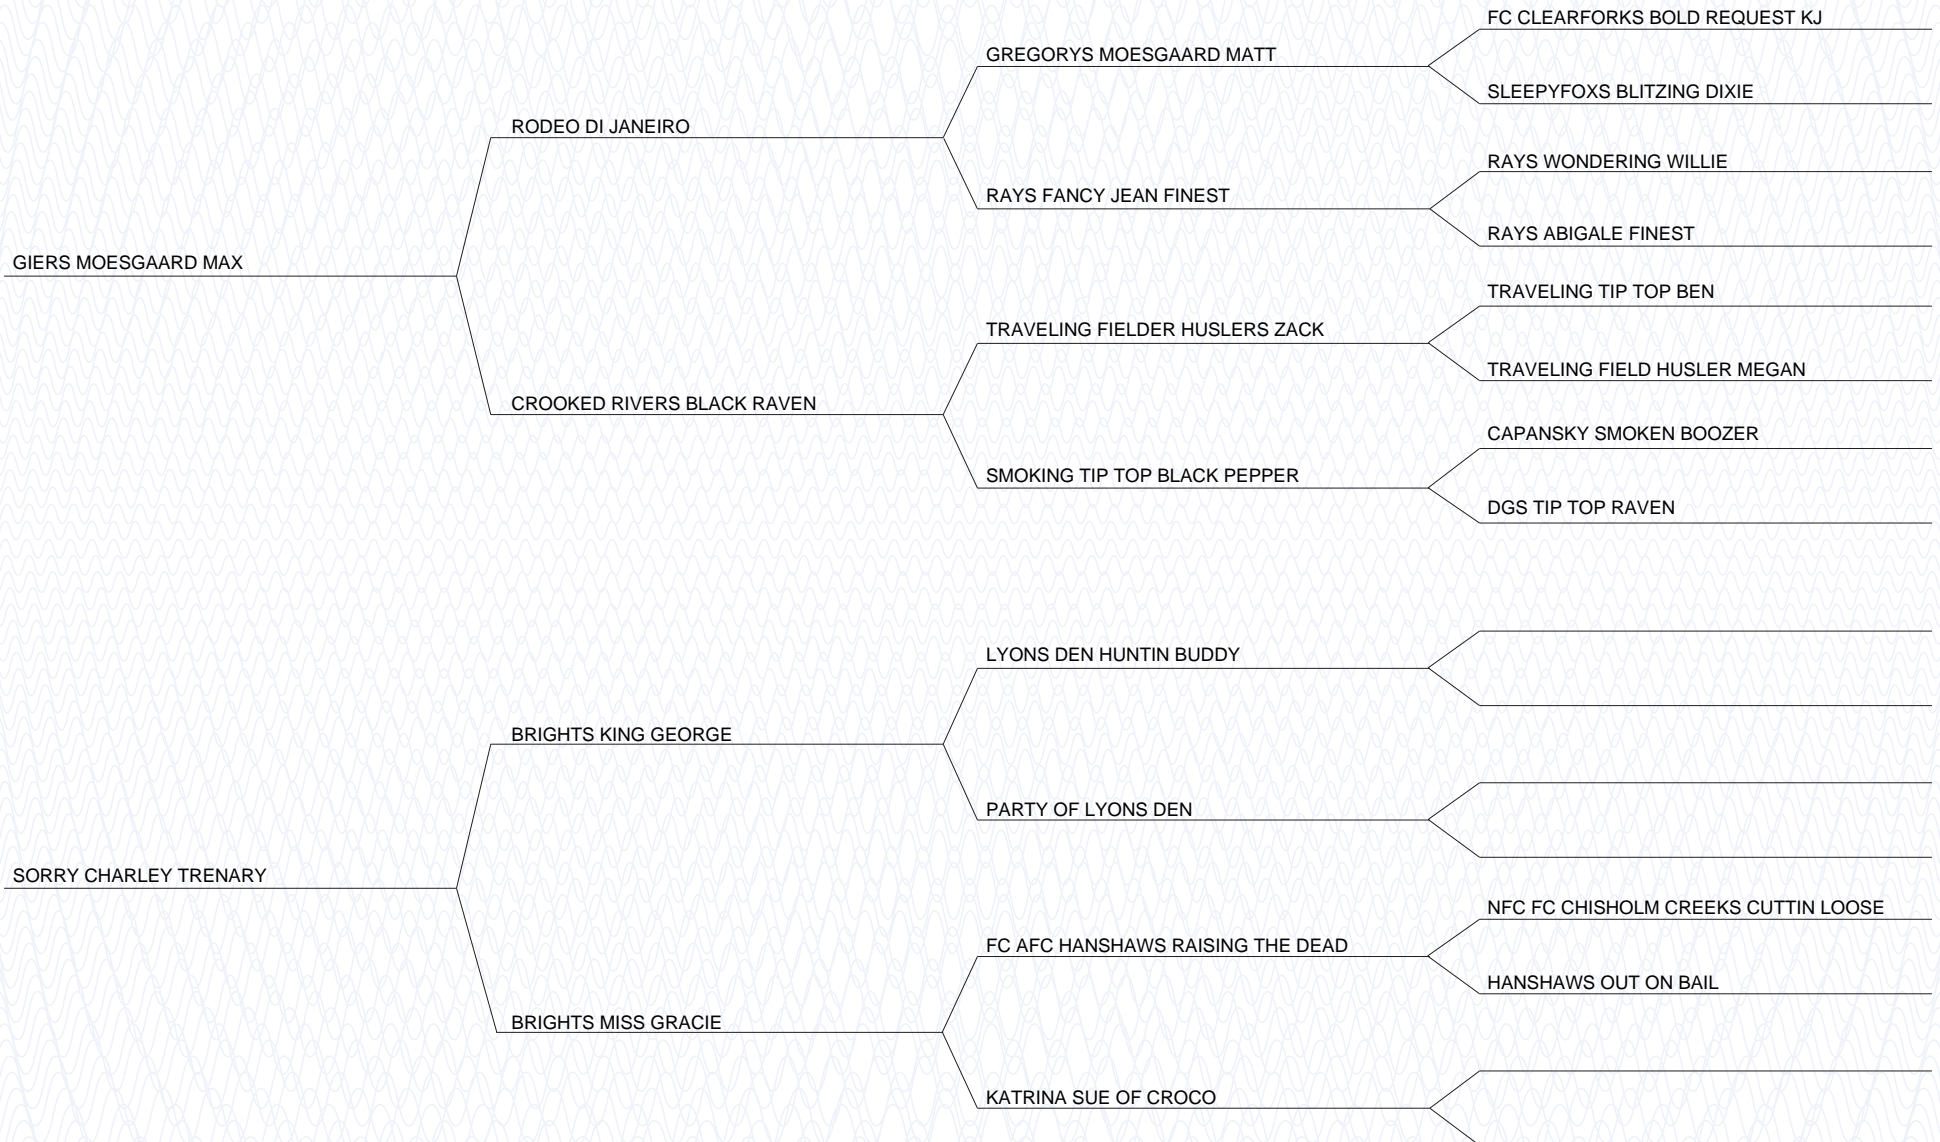 FC CLEARFORKS BOLD REQUEST KJ
GREGORYS MOESGAARD MATT
SLEEPYFOXS BLITZING DIXIE
RODEO DI JANEIRO
RAYS WONDERING WILLIE
RAYS FANCY JEAN FINEST
RAYS ABIGALE FINEST
GIERS MOESGAARD MAX
TRAVELING TIP TOP BEN
TRAVELING FIELDER HUSLERS ZACK
TRAVELING FIELD HUSLER MEGAN
CROOKED RIVERS BLACK RAVEN
CAPANSKY SMOKEN BOOZER
SMOKING TIP TOP BLACK PEPPER
DGS TIP TOP RAVEN
LYONS DEN HUNTIN BUDDY
BRIGHTS KING GEORGE
PARTY OF LYONS DEN
SORRY CHARLEY TRENARY
NFC FC CHISHOLM CREEKS CUTTIN LOOSE
FC AFC HANSHAWS RAISING THE DEAD
HANSHAWS OUT ON BAIL
BRIGHTS MISS GRACIE
KATRINA SUE OF CROCO